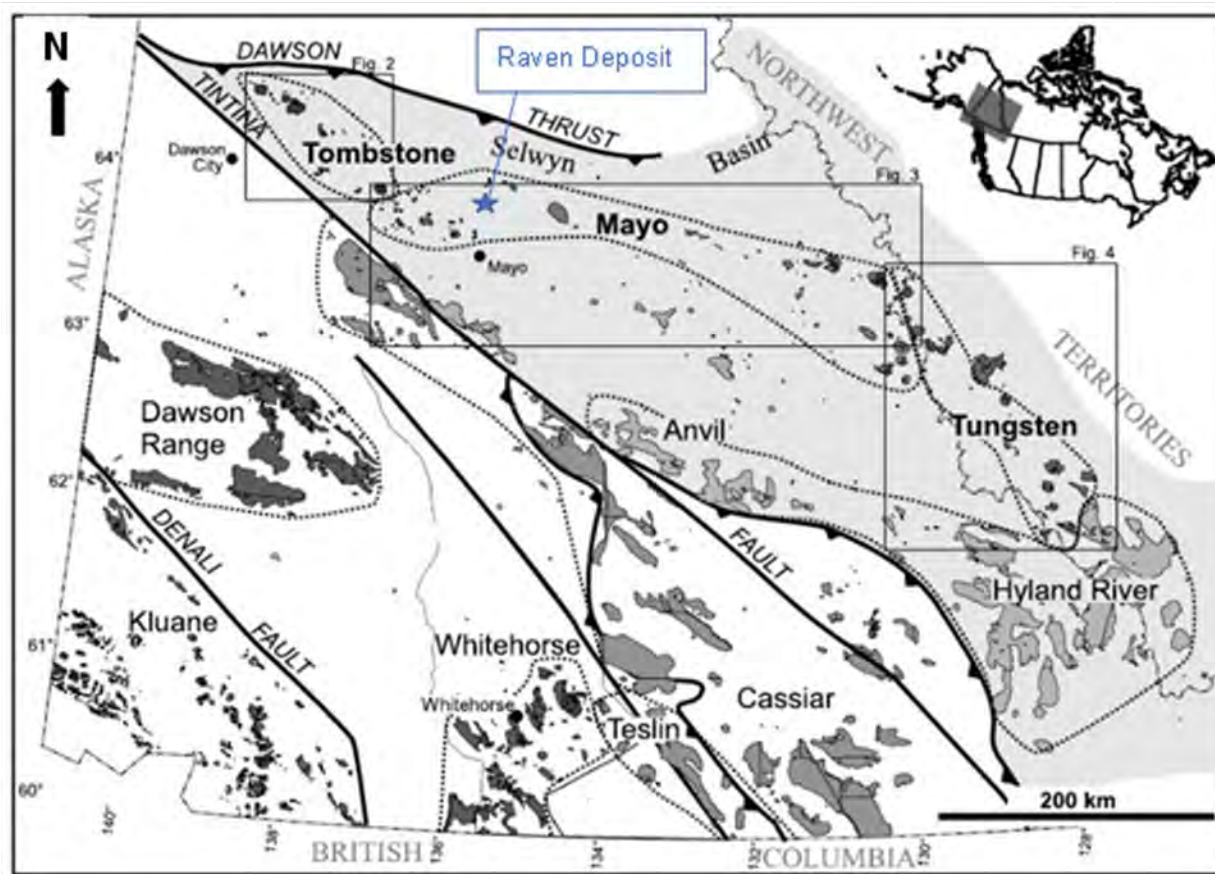 N
DAWSON
Fig. 2
THRUST
TINTINA
Raven Deposit
NORTHWEST
TERRITORIES
64°
Dawson
City
Tombstone
Selwyn
Basin
Fig. 3
ALASKA
Mayo
Mayo
Fig. 4
63°
Dawson
Range
Anvil
Tungsten
62°
DENALI
FAULT
FAULT
Hyland River
61°
Kluane
Whitehorse
Whitehorse
Teslin
Cassiar
60°
200 km
140°
138°
136°
134°
132°
130°
128°
BRITISH
COLUMBIA